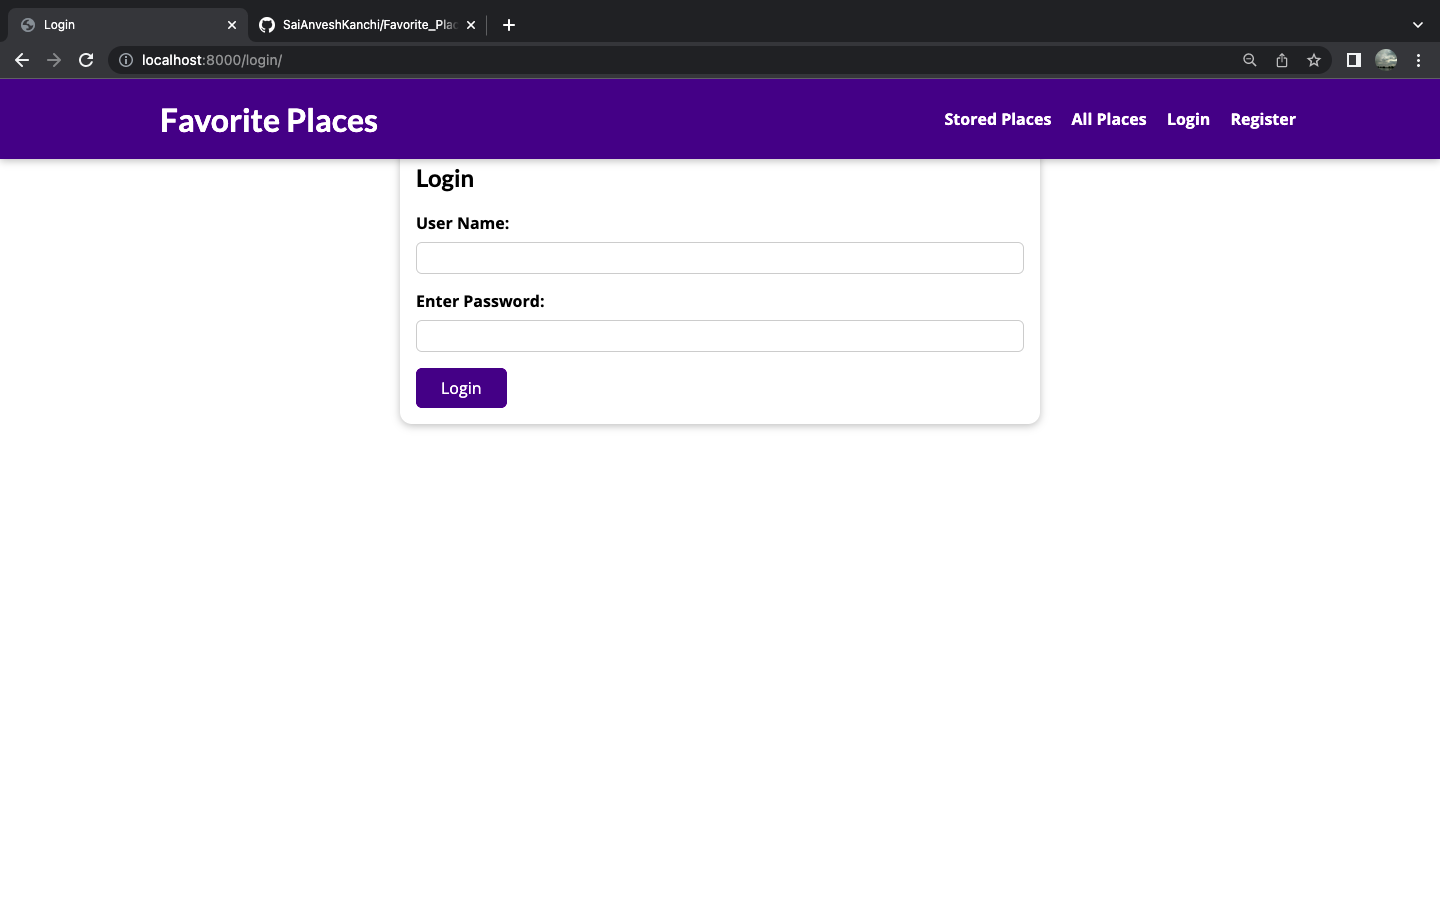 Login
SaiAnveshKanchi/Favorite_Plac
localhost:8000/login/
Favorite Places
Stored Places All Places Login Register
Login
User Name:
Enter Password:
Login